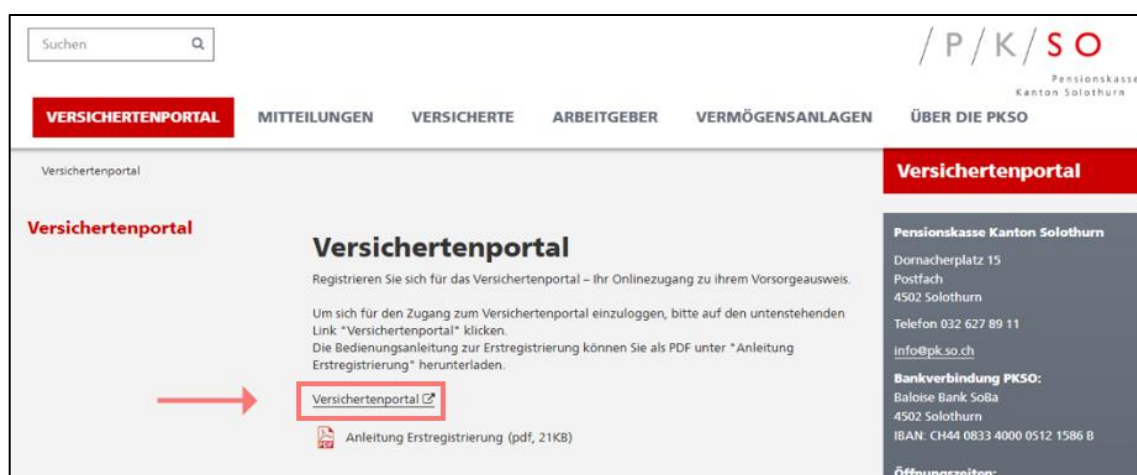 Suchen
/ P / K / S O
Pensionskasse
Kanton Solothurn
VERSICHERTENPORTAL MITTEILUNGEN VERSICHERTE ARBEITGEBER VERMÖGENSANLAGEN ÜBER DIE PKSO
Versichertenportal
Versichertenportal
Versichertenportal
Versichertenportal
Registrieren Sie sich für das Versichertenportal – Ihr Onlinezugang zu ihrem Vorsorgeausweis.
Um sich für den Zugang zum Versichertenportal einzuloggen, bitte auf den untenstehenden
Link "Versichertenportal" klicken.
Die Bedienungsanleitung zur Erstregistrierung können Sie als PDF unter "Anleitung
Erstregistrierung" herunterladen.
Versichertenportal
PDF
Anleitung Erstregistrierung (pdf, 21KB)
Pensionskasse Kanton Solothurn
Dornacherplatz 15
Postfach
4502 Solothurn
Telefon 032 627 89 11
info@pk.so.ch
Bankverbindung PKSO:
Baloise Bank SoBa
4502 Solothurn
IBAN: CH44 0833 4000 0512 1586 B
Öffnungszeiten: